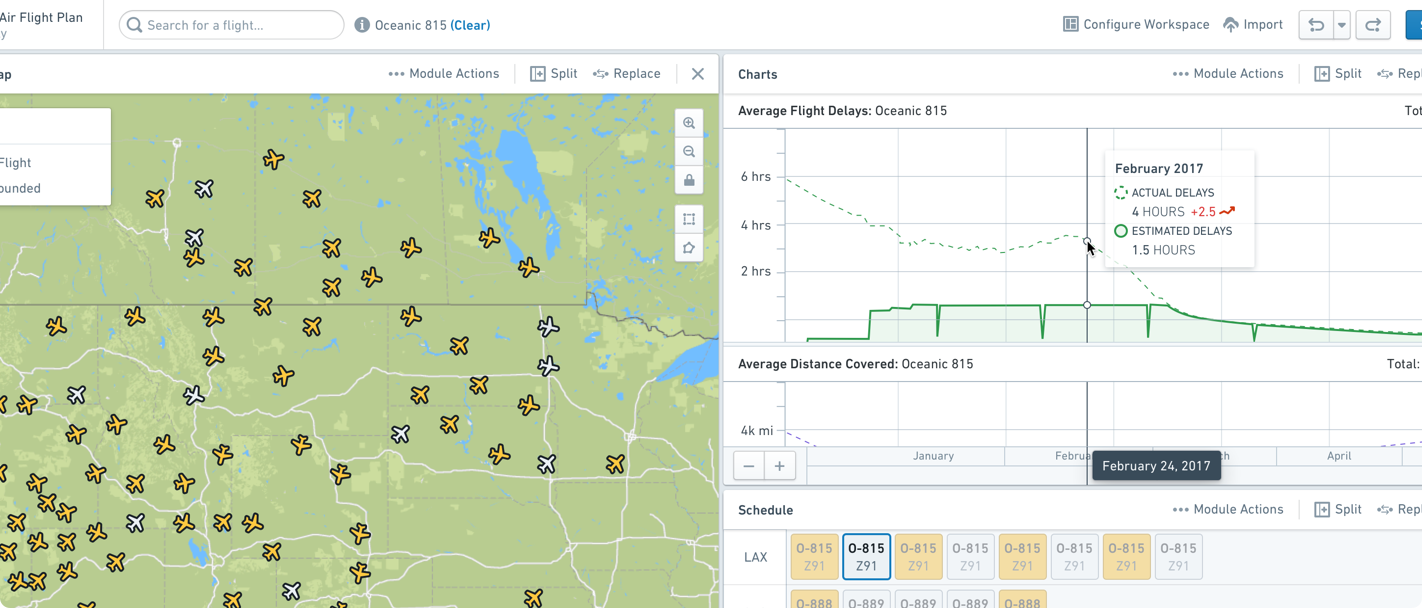 Air Flight Plan
y
Search for a flight...
Oceanic 815 (Clear)
Configure Workspace
Import
ap
••• Module Actions
Split
Replace
Flight
ounded
Charts
••• Module Actions
Split
Repl
Average Flight Delays: Oceanic 815
Tot
6 hrs
4 hrs
2 hrs
February 2017
ACTUAL DELAYS
4 HOURS +2.5
ESTIMATED DELAYS
1.5 HOURS
Average Distance Covered: Oceanic 815
Total:
4k mi
January
Februa
ch
April
February 24, 2017
Schedule
••• Module Actions
Split
Repl
LAX
O-815 O-815 O-815 O-815 O-815 O-815 O-815 O-815
Z91 Z91 Z91 Z91 Z91 Z91 Z91 Z91
O-888 O-889 O-889 O-889 O-888